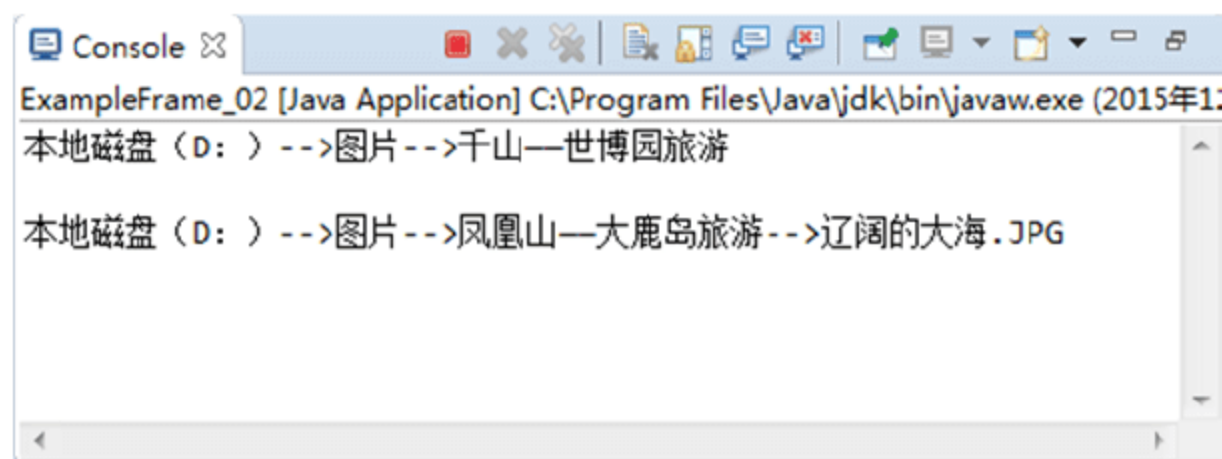 Console
ExampleFrame_02 [Java Application] C:\Program Files\Java\jdk\bin\javaw.exe (2015年1
本地磁盘（D：）-->图片-->千山——世博园旅游
本地磁盘（D：）-->图片-->凤凰山——大鹿岛旅游-->辽阔的大海.JPG